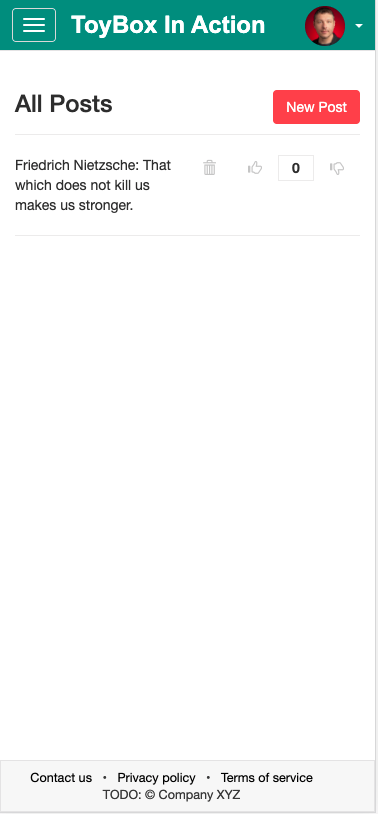 ToyBox In Action
All Posts
New Post
Friedrich Nietzsche: That
which does not kill us
makes us stronger.
0
Contact us • Privacy policy • Terms of service
TODO: © Company XYZ